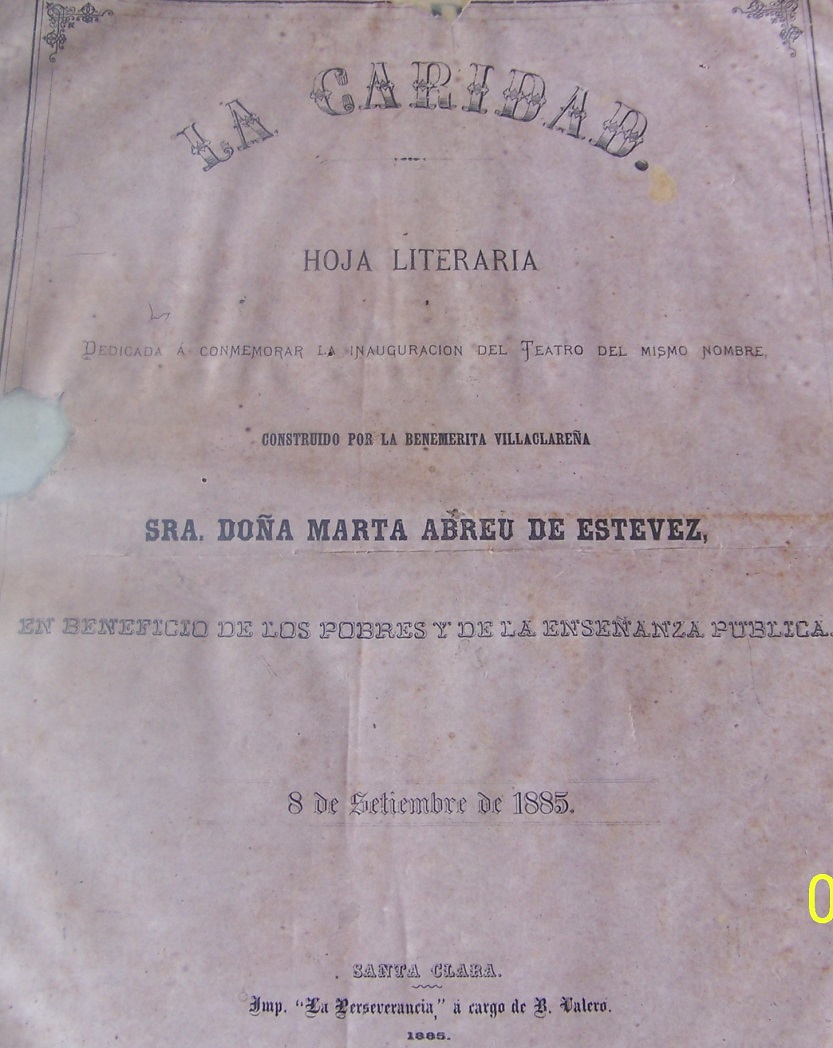 LA CARIDAD.
HOJA LITERARIA
DEDICADA Á CONMEMORAR LA INAUGURACION DEL TEATRO DEL MISMO NOMBRE,
CONSTRUIDO POR LA BENEMERITA VILLACLAREÑA
SRA. DOÑA MARTA ABREU DE ESTEVEZ,
EN BENEFICIO DE LOS POBRES Y DE LA ENSEÑANZA PUBLICA.
8 de Setiembre de 1885.
0
SANTA CLARA.
Imp. "La Perseverancia," á cargo de B. Valero.
1885.